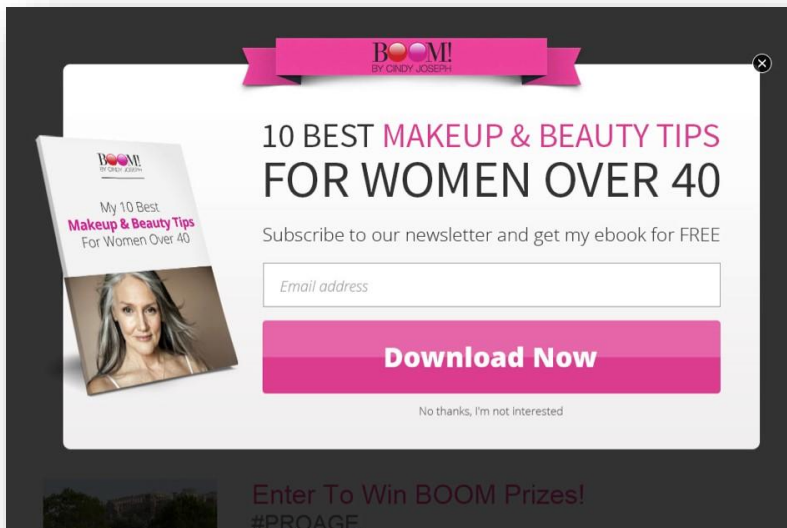 BOOM!
BY CINDY JOSEPH
10 BEST MAKEUP & BEAUTY TIPS
FOR WOMEN OVER 40
Subscribe to our newsletter and get my ebook for FREE
Email address
Download Now
No thanks, I'm not interested
BOOM!
BY CINDY JOSEPH
My 10 Best
Makeup & Beauty Tips
For Women Over 40
Enter To Win BOOM Prizes!
#PROAGE